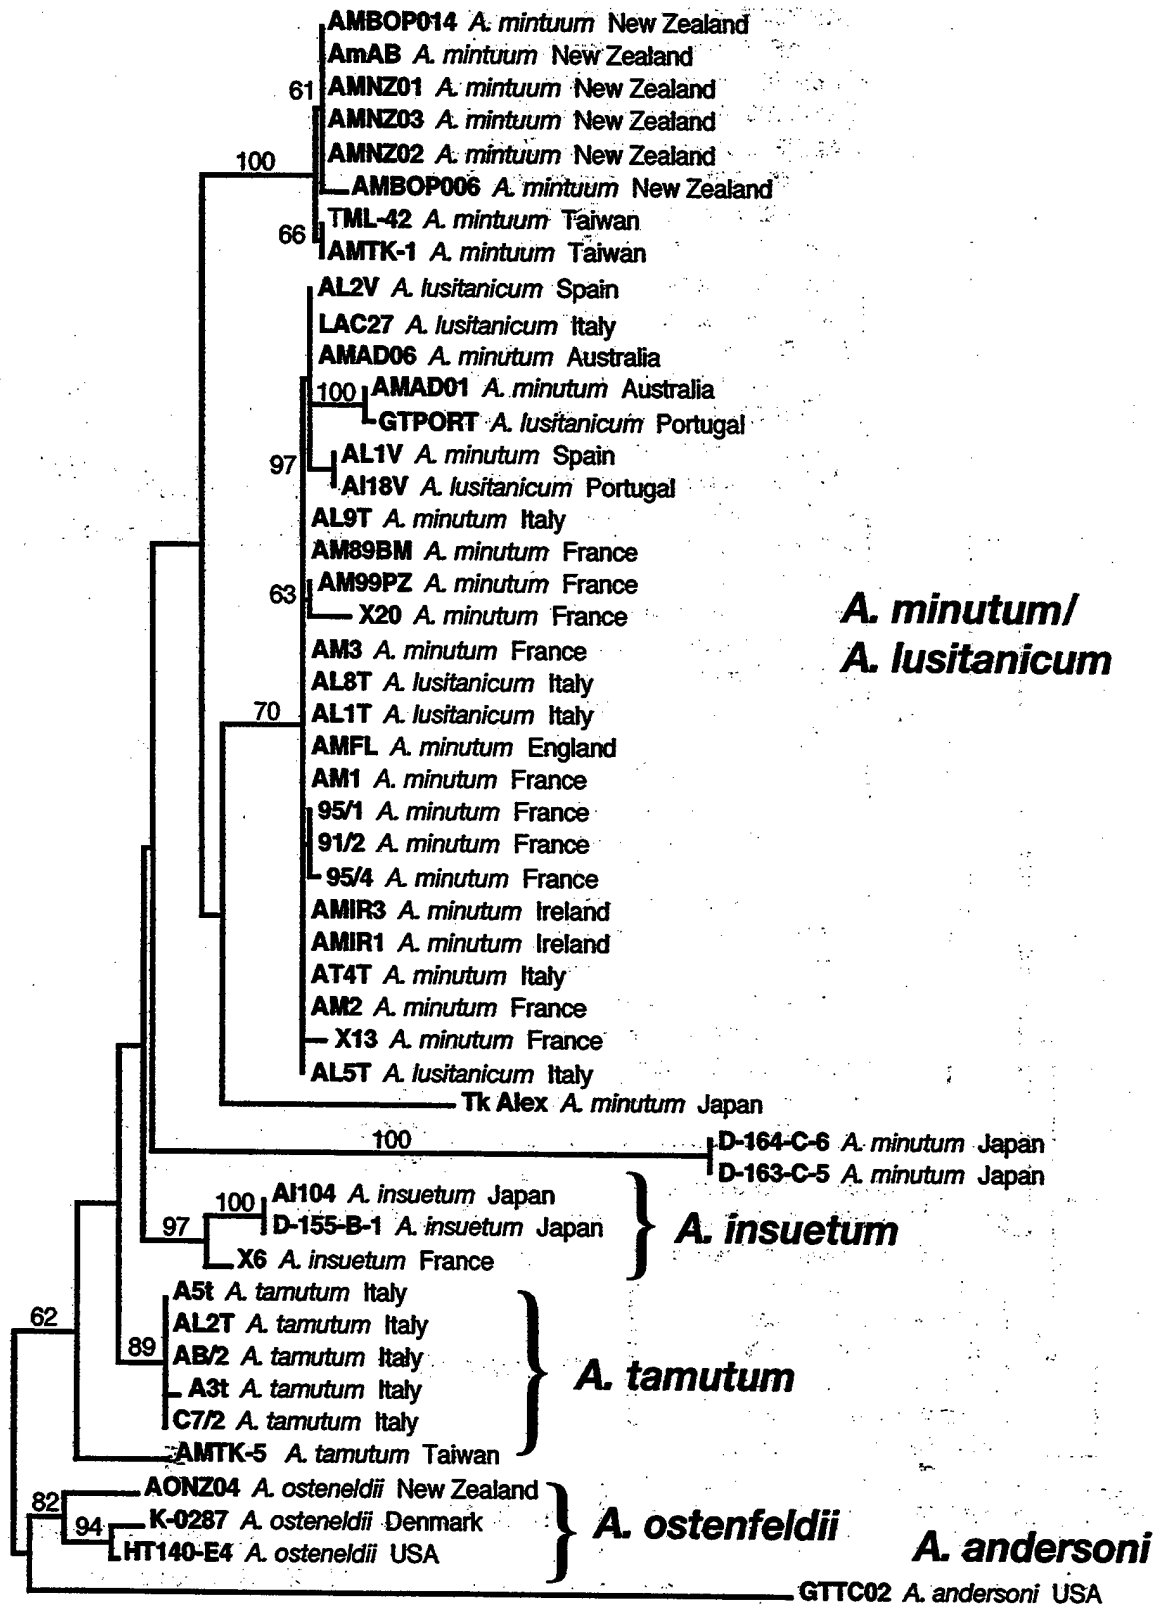 AMBOP014 A. mintuum New Zealand
AmAB A. mintuum New Zealand
61
AMNZ01 A. mintuum New Zealand
AMNZ03 A. mintuum New Zealand
AMNZ02 A. mintuum New Zealand
100
AMBOP006 A. mintuum New Zealand
TML-42 A. mintuum Taiwan
66
AMTK-1 A. mintuum Taiwan
AL2V A. lusitanicum Spain
LAC27 A. lusitanicum Italy
AMAD06 A. minutum Australia
100 AMAD01 A. minutum Australia
GTPORT A. lusitanicum Portugal
AL1V A. minutum Spain
97
AI18V A. lusitanicum Portugal
AL9T A. minutum Italy
AM89BM A. minutum France
AM99PZ A. minutum France
63
X20 A. minutum France
A. minutum/
A. lusitanicum
AM3 A. minutum France
AL8T A. lusitanicum Italy
70
AL1T A. lusitanicum Italy
AMFL A. minutum England
AM1 A. minutum France
95/1 A. minutum France
91/2 A. minutum France
95/4 A. minutum France
AMIR3 A. minutum Ireland
AMIR1 A. minutum Ireland
AT4T A. minutum Italy
AM2 A. minutum France
X13 A. minutum France
AL5T A. lusitanicum Italy
Tk Alex A. minutum Japan
100
D-164-C-6 A. minutum Japan
D-163-C-5 A. minutum Japan
100 AI104 A. insuetum Japan
97 D-155-B-1 A. insuetum Japan
A. insuetum
X6 A. insuetum France
A5t A. tamutum Italy
62
AL2T A. tamutum Italy
89 AB/2 A. tamutum Italy
A. tamutum
A3t A. tamutum Italy
C7/2 A. tamutum Italy
AMTK-5 A. tamutum Taiwan
AONZ04 A. osteneldii New Zealand
82
94 K-0287 A. osteneldii Denmark
A. ostenfeldii
HT140-E4 A. osteneldii USA
A. andersoni
GTTC02 A. andersoni USA